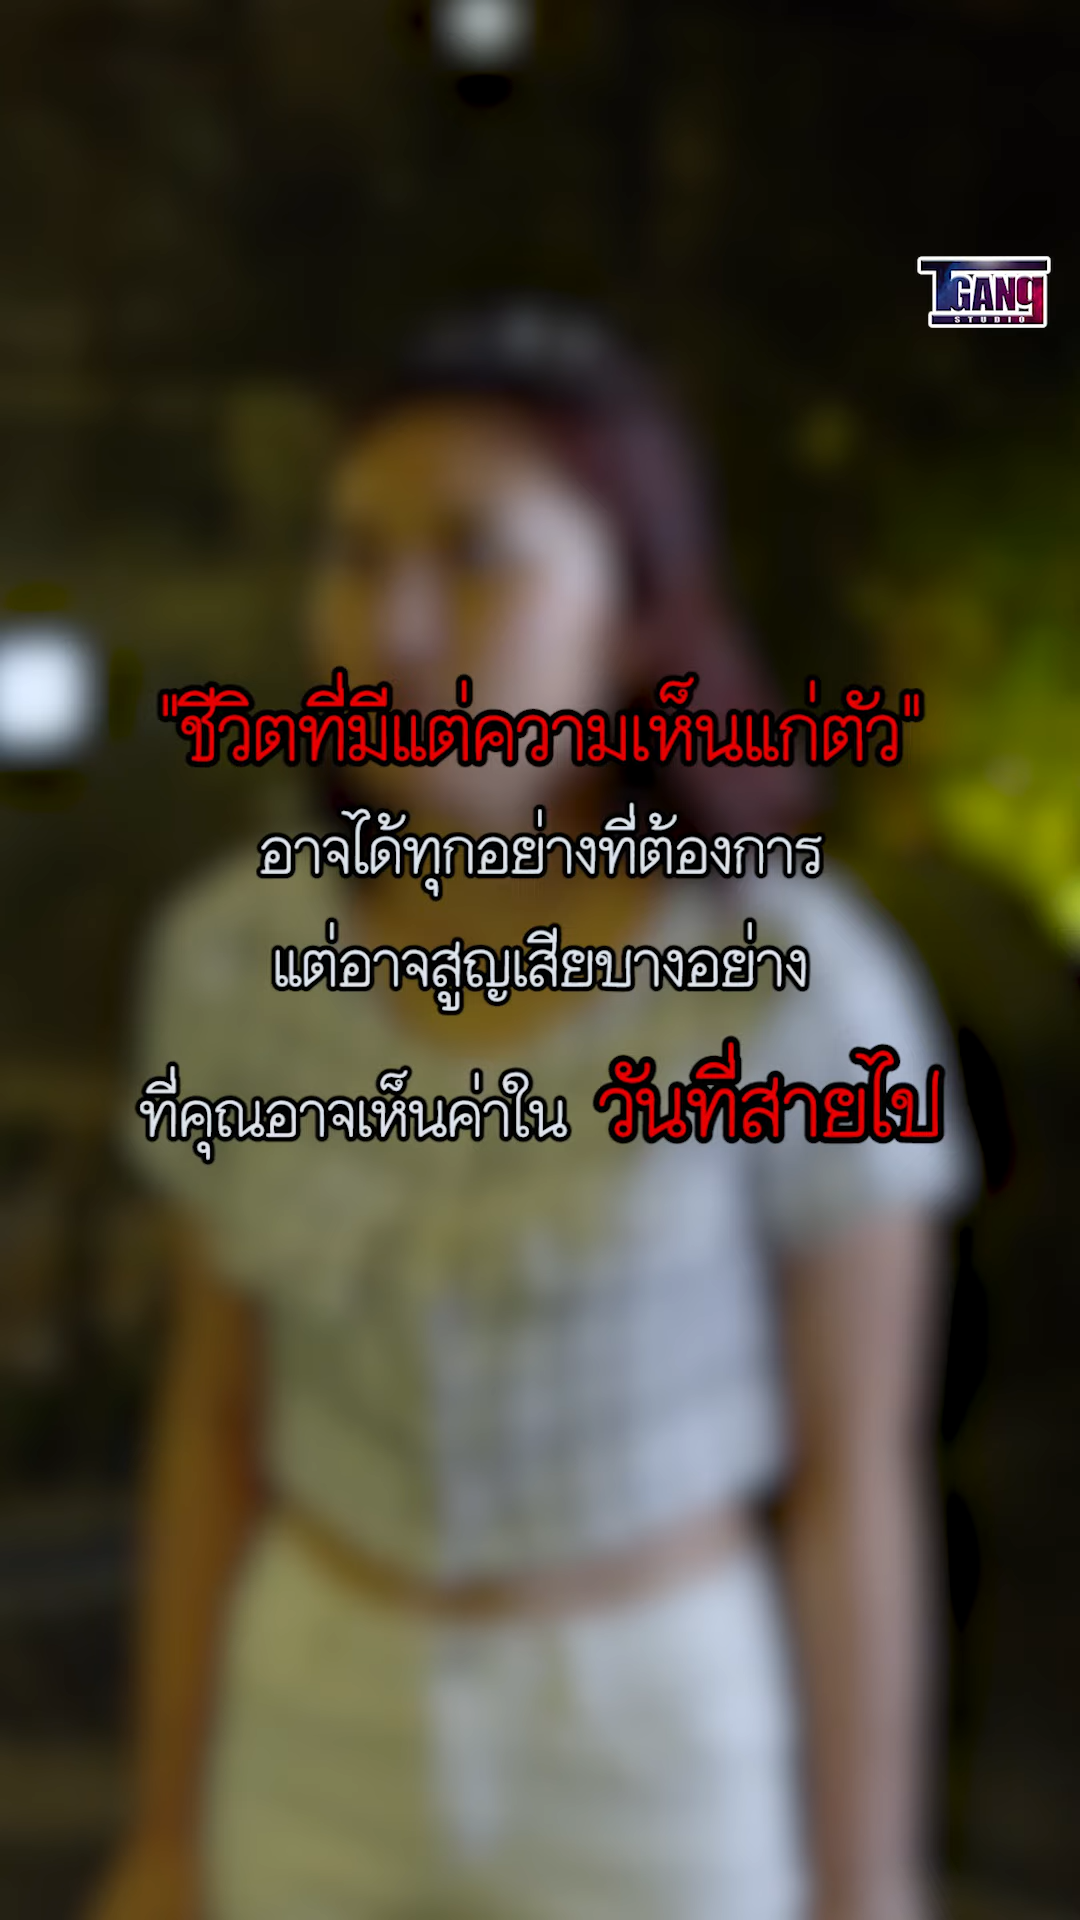 TGANG
STUDIO
"ชีวิตที่มีแต่ความเห็นแก่ตัว"
อาจได้ทุกอย่างที่ต้องการ
แต่อาจสูญเสียบางอย่าง
ที่คุณอาจเห็นค่าใน วันที่สายไป